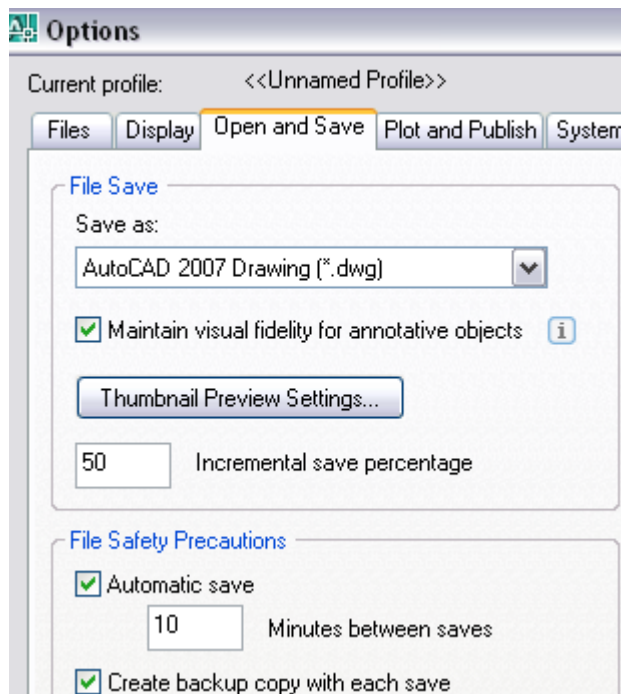 Options
Current profile: <<Unnamed Profile>>
Files Display Open and Save Plot and Publish System
File Save
Save as:
AutoCAD 2007 Drawing (*.dwg)
Maintain visual fidelity for annotative objects i
Thumbnail Preview Settings...
50 Incremental save percentage
File Safety Precautions
Automatic save
10 Minutes between saves
Create backup copy with each save